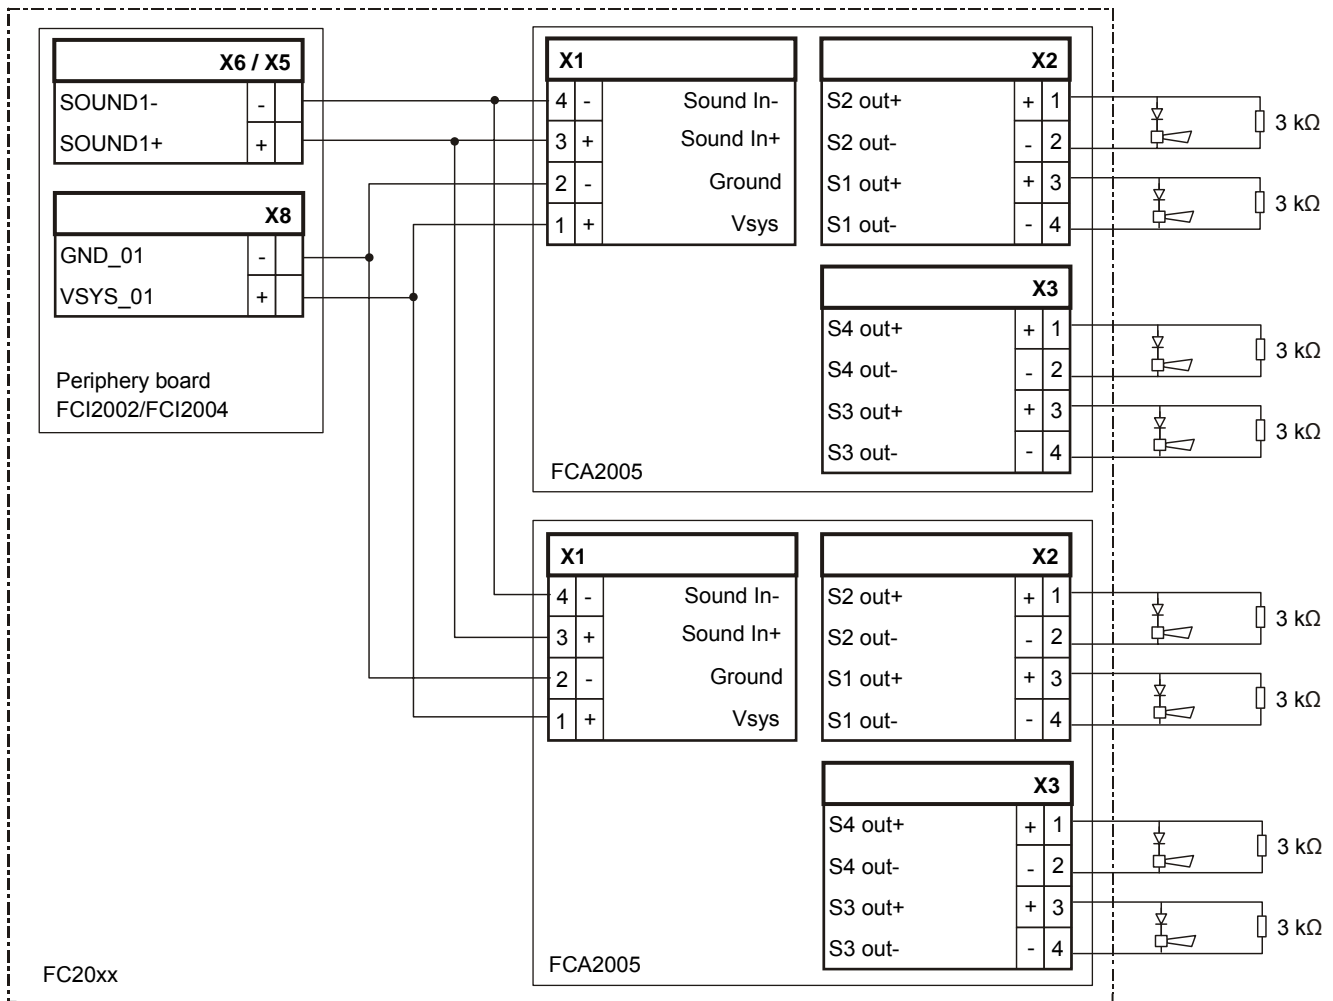 X6 / X5
SOUND1- -
SOUND1+ +
X8
GND_01 -
VSYS_01 +
Periphery board
FCI2002/FCI2004
X1
4 - Sound In-
3 + Sound In+
2 - Ground
1 + Vsys
X2
S2 out+ + 1
S2 out- - 2
S1 out+ + 3
S1 out- - 4
3 kΩ
3 kΩ
X3
S4 out+ + 1
S4 out- - 2
S3 out+ + 3
S3 out- - 4
3 kΩ
3 kΩ
FCA2005
X1
4 - Sound In-
3 + Sound In+
2 - Ground
1 + Vsys
X2
S2 out+ + 1
S2 out- - 2
S1 out+ + 3
S1 out- - 4
3 kΩ
3 kΩ
X3
S4 out+ + 1
S4 out- - 2
S3 out+ + 3
S3 out- - 4
3 kΩ
3 kΩ
FCA2005
FC20xx